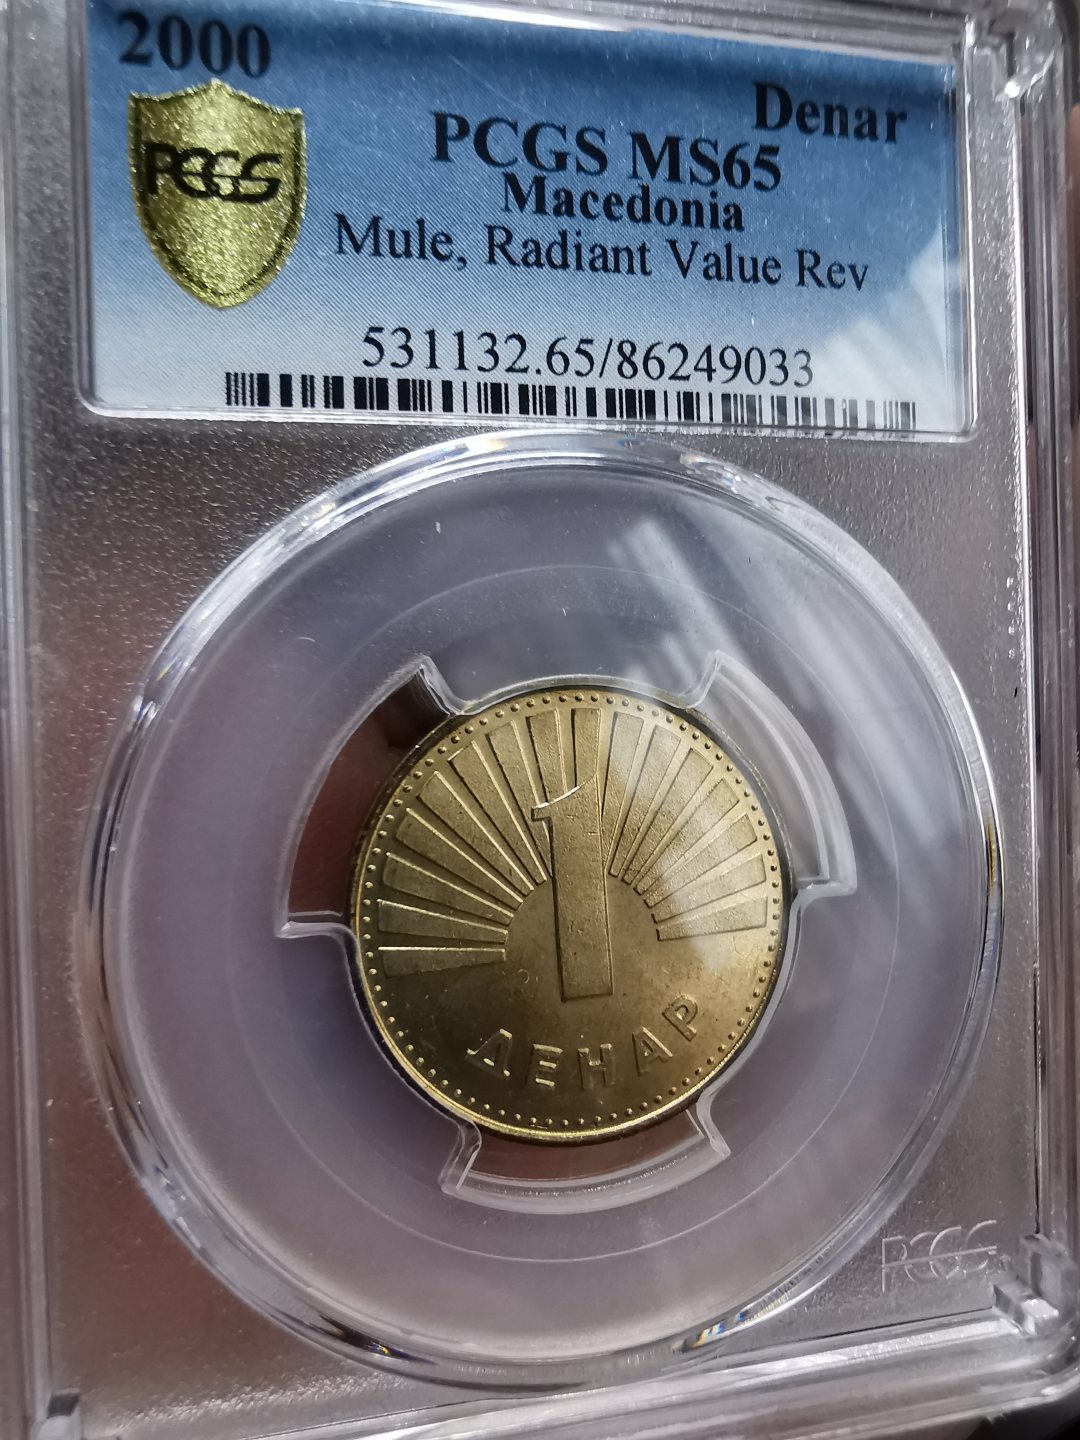 2000
Denar
PCGS
PCGS MS65
Macedonia
Mule, Radiant Value Rev
531132.65/86249033
1
ДЕНАР
PCGS